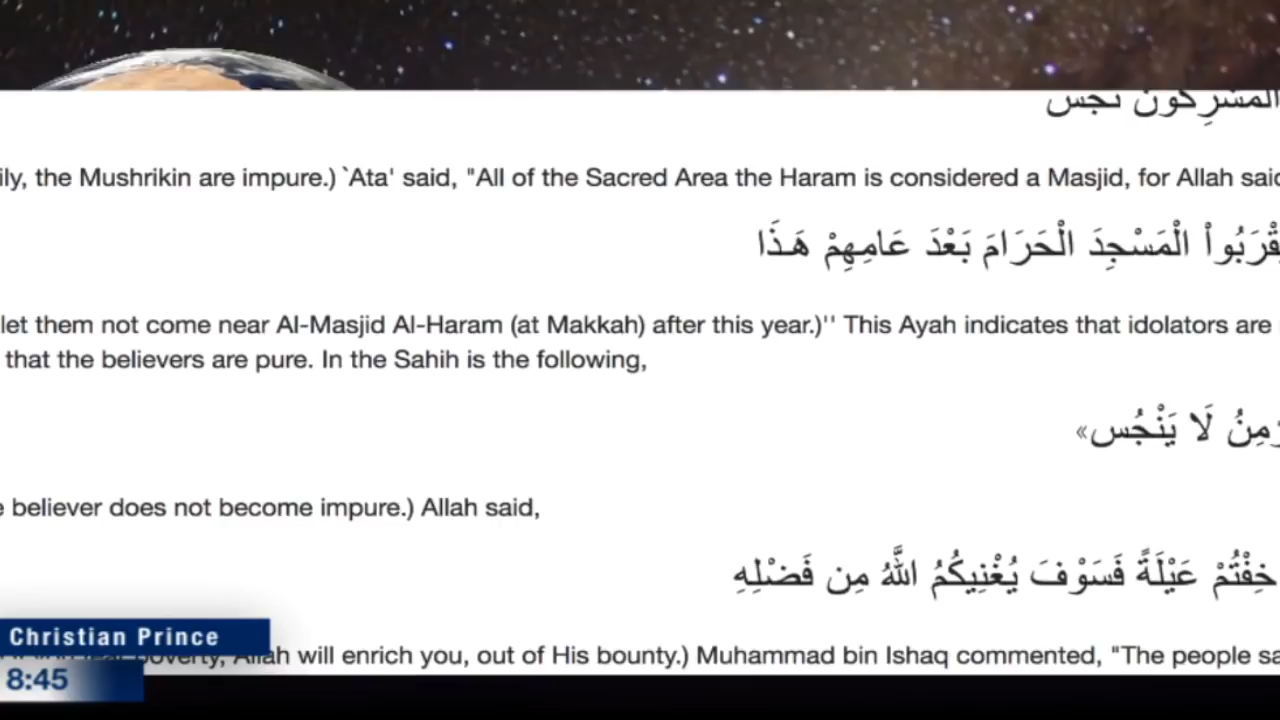 المشركون نجس
ily, the Mushrikin are impure.) `Ata' said, "All of the Sacred Area the Haram is considered a Masjid, for Allah said
يَقْرَبُواْ الْمَسْجِدَ الْحَرَامَ بَعْدَ عَامِهِمْ هَـذَا
let them not come near Al-Masjid Al-Haram (at Makkah) after this year.)'' This Ayah indicates that idolators are
that the believers are pure. In the Sahih is the following,
لَا يَنْجُس»
e believer does not become impure.) Allah said,
خِفْتُمْ عَيْلَةً فَسَوْفَ يُغْنِيكُمُ اللَّهُ مِن فَضْلِهِ
Christian Prince
fear poverty, Allah will enrich you, out of His bounty.) Muhammad bin Ishaq commented, "The people sa
8:45